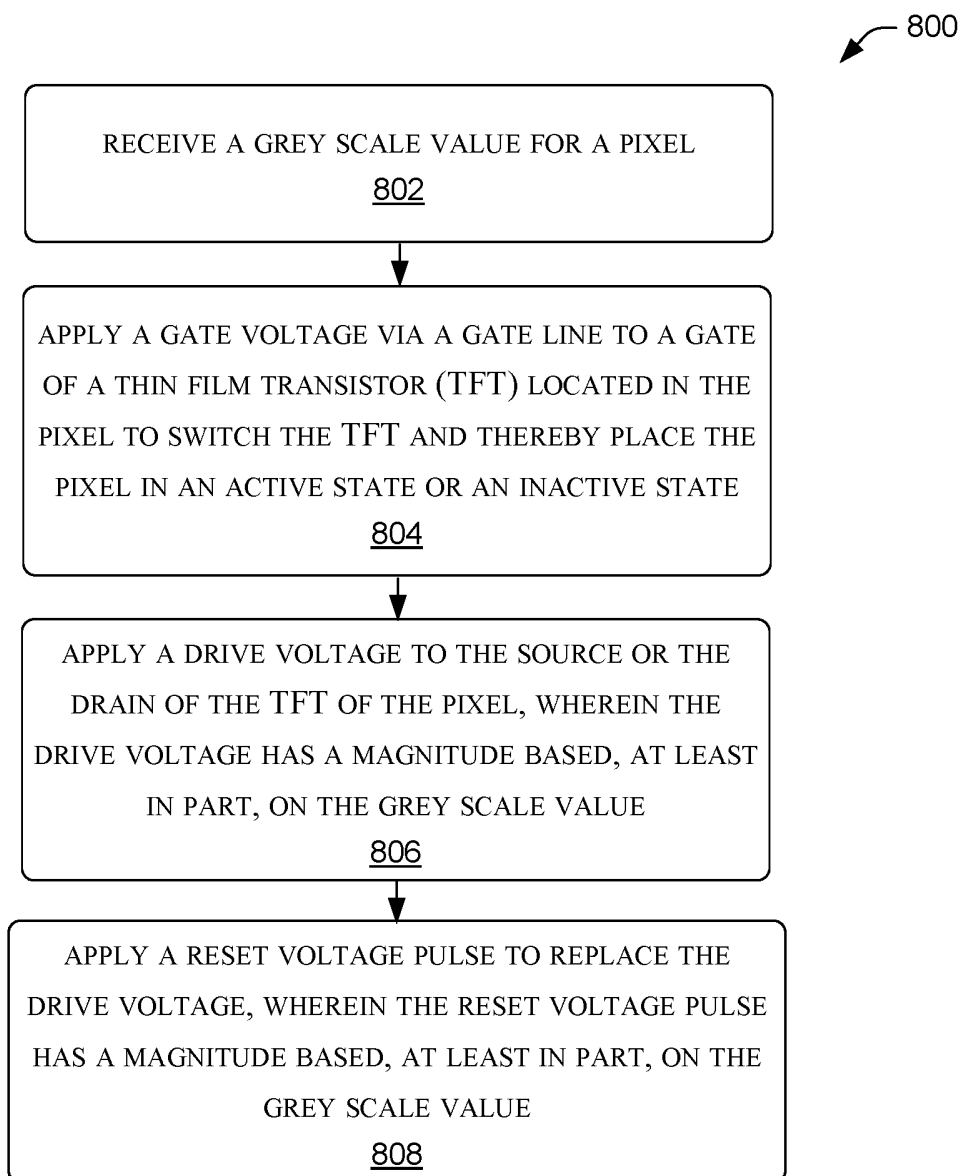 800
RECEIVE A GREY SCALE VALUE FOR A PIXEL
802
APPLY A GATE VOLTAGE VIA A GATE LINE TO A GATE
OF A THIN FILM TRANSISTOR (TFT) LOCATED IN THE
PIXEL TO SWITCH THE TFT AND THEREBY PLACE THE
PIXEL IN AN ACTIVE STATE OR AN INACTIVE STATE
804
APPLY A DRIVE VOLTAGE TO THE SOURCE OR THE
DRAIN OF THE TFT OF THE PIXEL, WHEREIN THE
DRIVE VOLTAGE HAS A MAGNITUDE BASED, AT LEAST
IN PART, ON THE GREY SCALE VALUE
806
APPLY A RESET VOLTAGE PULSE TO REPLACE THE
DRIVE VOLTAGE, WHEREIN THE RESET VOLTAGE PULSE
HAS A MAGNITUDE BASED, AT LEAST IN PART, ON THE
GREY SCALE VALUE
808